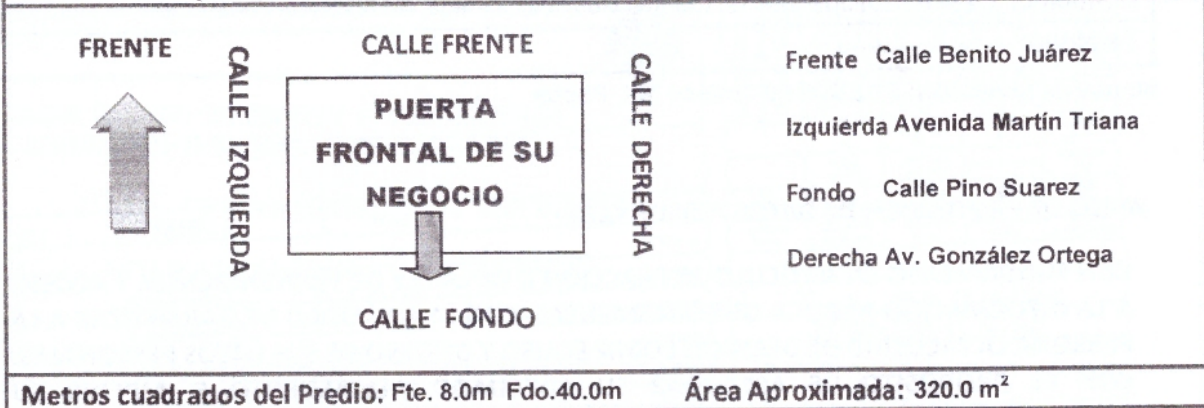 FRENTE
CALLE IZQUIERDA
CALLE FRENTE
PUERTA
FRONTAL DE SU
NEGOCIO
CALLE DERECHA
CALLE FONDO
Frente Calle Benito Juárez
Izquierda Avenida Martín Triana
Fondo Calle Pino Suarez
Derecha Av. González Ortega
Metros cuadrados del Predio: Fte. 8.0m Fdo.40.0m Área Aproximada: 320.0 m²